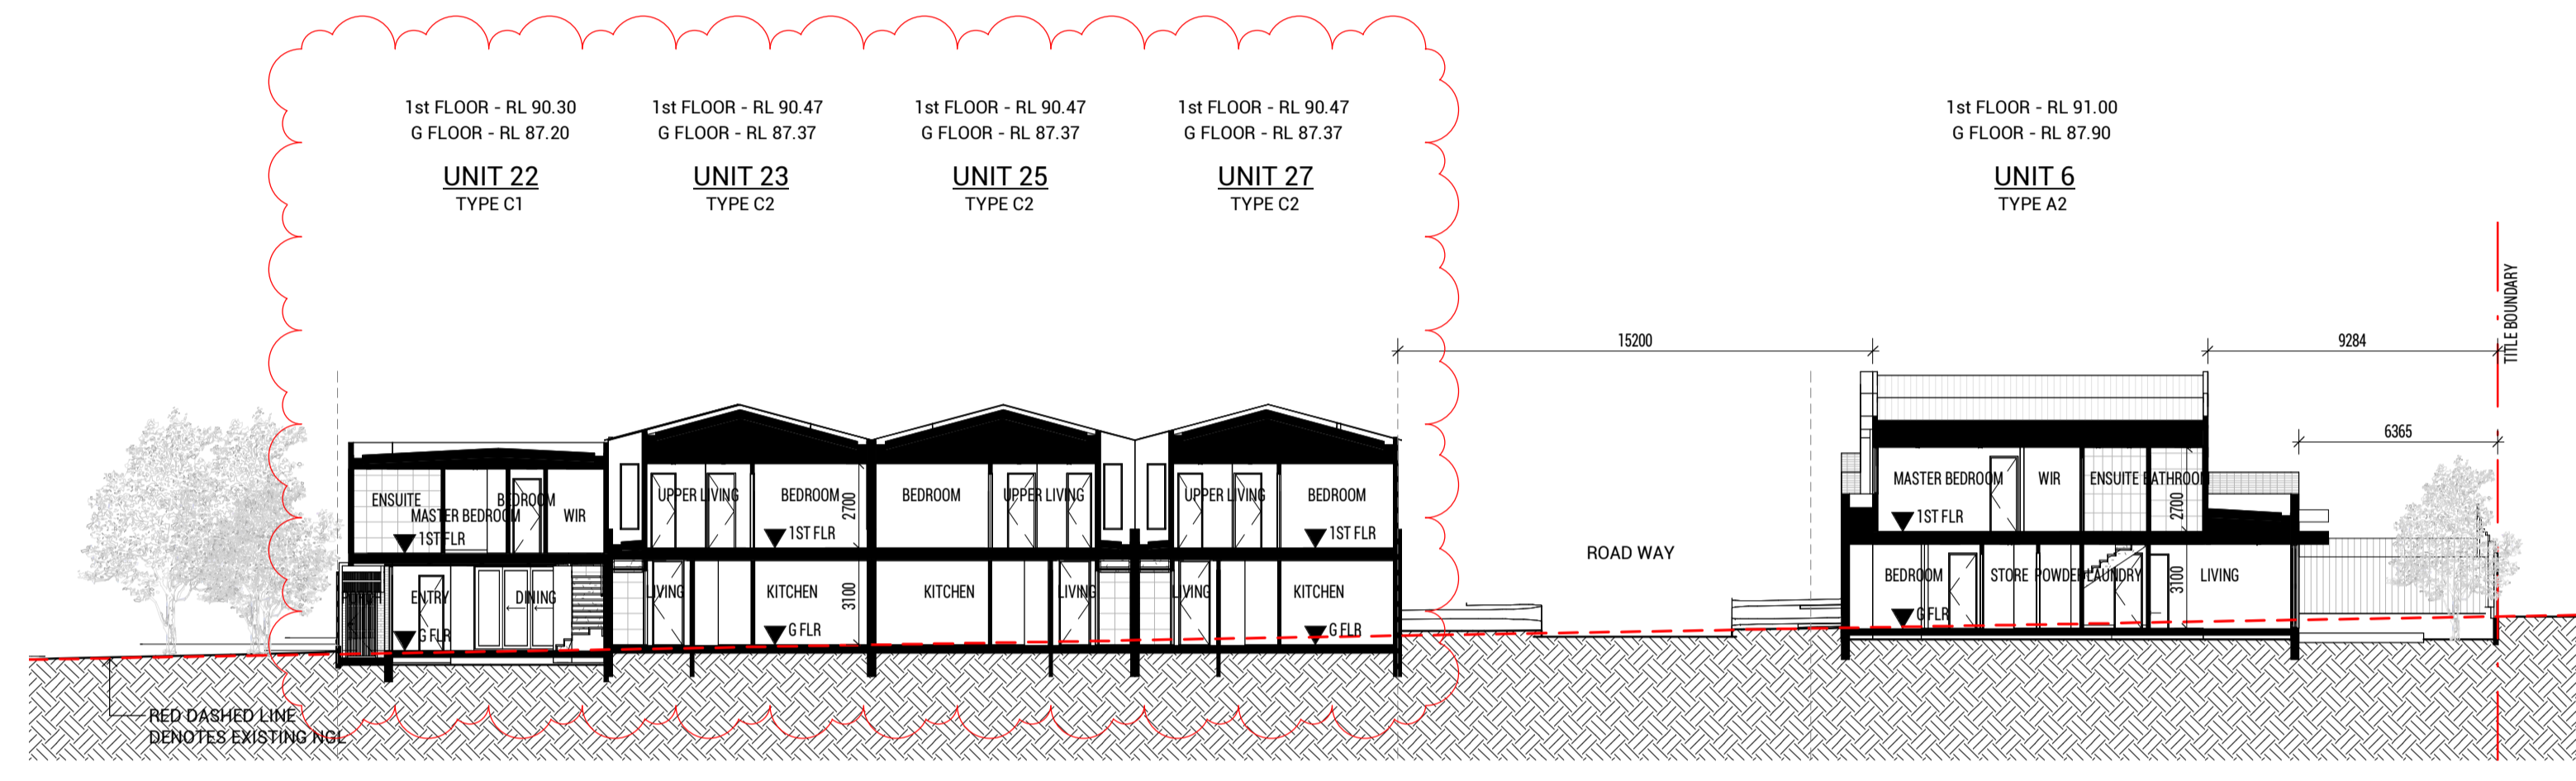 1st FLOOR - RL 90.30
G FLOOR - RL 87.20
UNIT 22
TYPE C1
1st FLOOR - RL 90.47
G FLOOR - RL 87.37
UNIT 23
TYPE C2
1st FLOOR - RL 90.47
G FLOOR - RL 87.37
UNIT 25
TYPE C2
1st FLOOR - RL 90.47
G FLOOR - RL 87.37
UNIT 27
TYPE C2
1st FLOOR - RL 91.00
G FLOOR - RL 87.90
UNIT 6
TYPE A2
TITLE BOUNDARY
15200
9284
6365
ENSUITE
MASTER BEDROOM
BEDROOM
WIR
1ST FLR
PORCH
ENTRY
DINING
G FLR
UPPER LIVING
BEDROOM
2700
1ST FLR
LIVING
KITCHEN
3100
G FLR
BEDROOM
UPPER LIVING
KITCHEN
LIVING
UPPER LIVING
BEDROOM
1ST FLR
LIVING
KITCHEN
G FLR
ROAD WAY
MASTER BEDROOM
WIR
ENSUITE
BATHROOM
2700
1ST FLR
BEDROOM
STORE
POWDER
LAUNDRY
3100
LIVING
G FLR
RED DASHED LINE
DENOTES EXISTING NGL